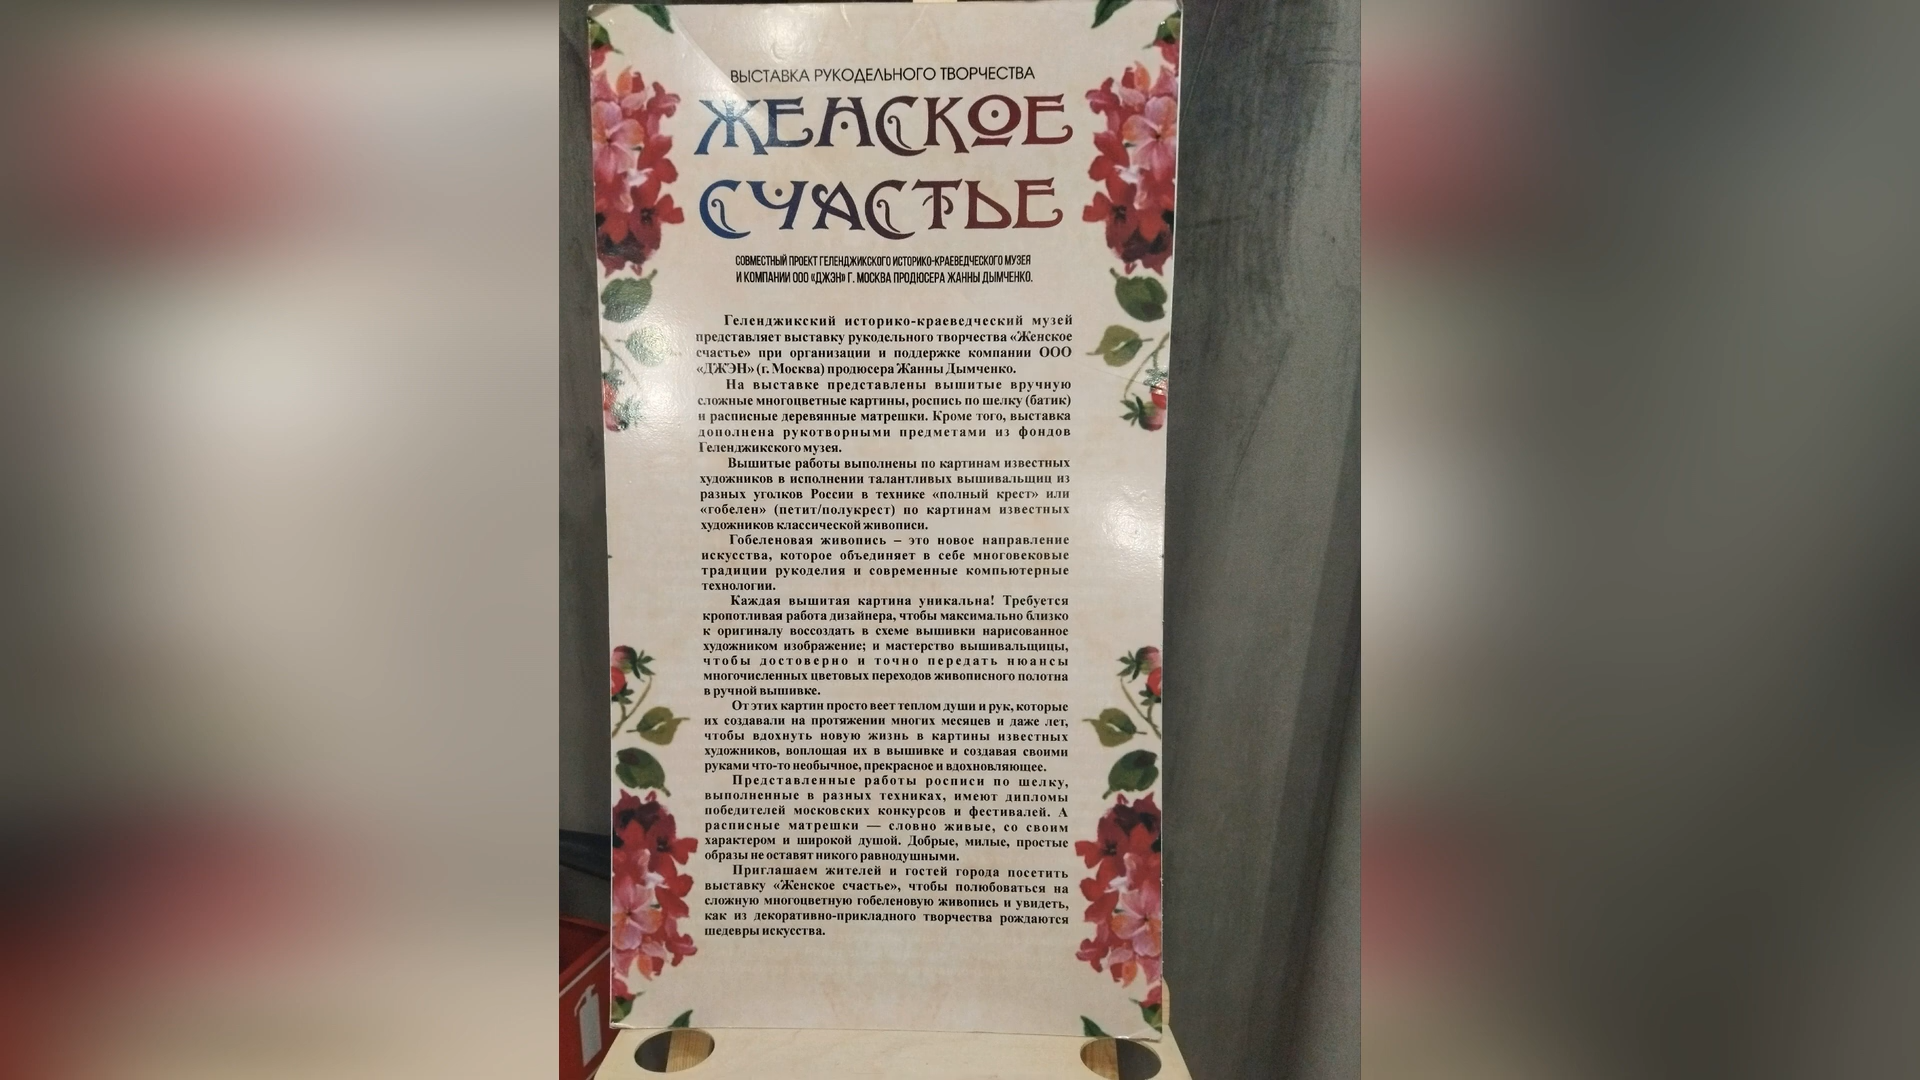 ВЫСТАВКА РУКОДЕЛЬНОГО ТВОРЧЕСТВА
ЖЕНСКОЕ
СЧАСТЬЕ
СОВМЕСТНЫЙ ПРОЕКТ ГЕЛЕНДЖИКСКОГО ИСТОРИКО-КРАЕВЕДЧЕСКОГО МУЗЕЯ
И КОМПАНИИ ООО «ДЖЭН» Г. МОСКВА ПРОДЮСЕРА ЖАННЫ ДЫМЧЕНКО.
Геленджикский историко-краеведческий музей
представляет выставку рукодельного творчества «Женское
счастье» при организации и поддержке компании ООО
«ДЖЭН» (г. Москва) продюсера Жанны Дымченко.
На выставке представлены вышитые вручную
сложные многоцветные картины, роспись по шелку (батик)
и расписные деревянные матрешки. Кроме того, выставка
дополнена рукотворными предметами из фондов
Геленджикского музея.
Вышитые работы выполнены по картинам известных
художников в исполнении талантливых вышивальщиц из
разных уголков России в технике «полный крест» или
«гобелен» (петит/полукрест) по картинам известных
художников классической живописи.
Гобеленовая живопись – это новое направление
искусства, которое объединяет в себе многовековые
традиции рукоделия и современные компьютерные
технологии.
Каждая вышитая картина уникальна! Требуется
кропотливая работа дизайнера, чтобы максимально близко
к оригиналу воссоздать в схеме вышивки нарисованное
художником изображение; и мастерство вышивальщицы,
чтобы достоверно и точно передать нюансы
многочисленных цветовых переходов живописного полотна
в ручной вышивке.
От этих картин просто веет теплом души и рук, которые
их создавали на протяжении многих месяцев и даже лет,
чтобы вдохнуть новую жизнь в картины известных
художников, воплощая их в вышивке и создавая своими
руками что-то необычное, прекрасное и вдохновляющее.
Представленные работы росписи по шелку,
выполненные в разных техниках, имеют дипломы
победителей московских конкурсов и фестивалей. А
расписные матрешки — словно живые, со своим
характером и широкой душой. Добрые, милые, простые
образы не оставят никого равнодушными.
Приглашаем жителей и гостей города посетить
выставку «Женское счастье», чтобы полюбоваться на
сложную многоцветную гобеленовую живопись и увидеть,
как из декоративно-прикладного творчества рождаются
шедевры искусства.